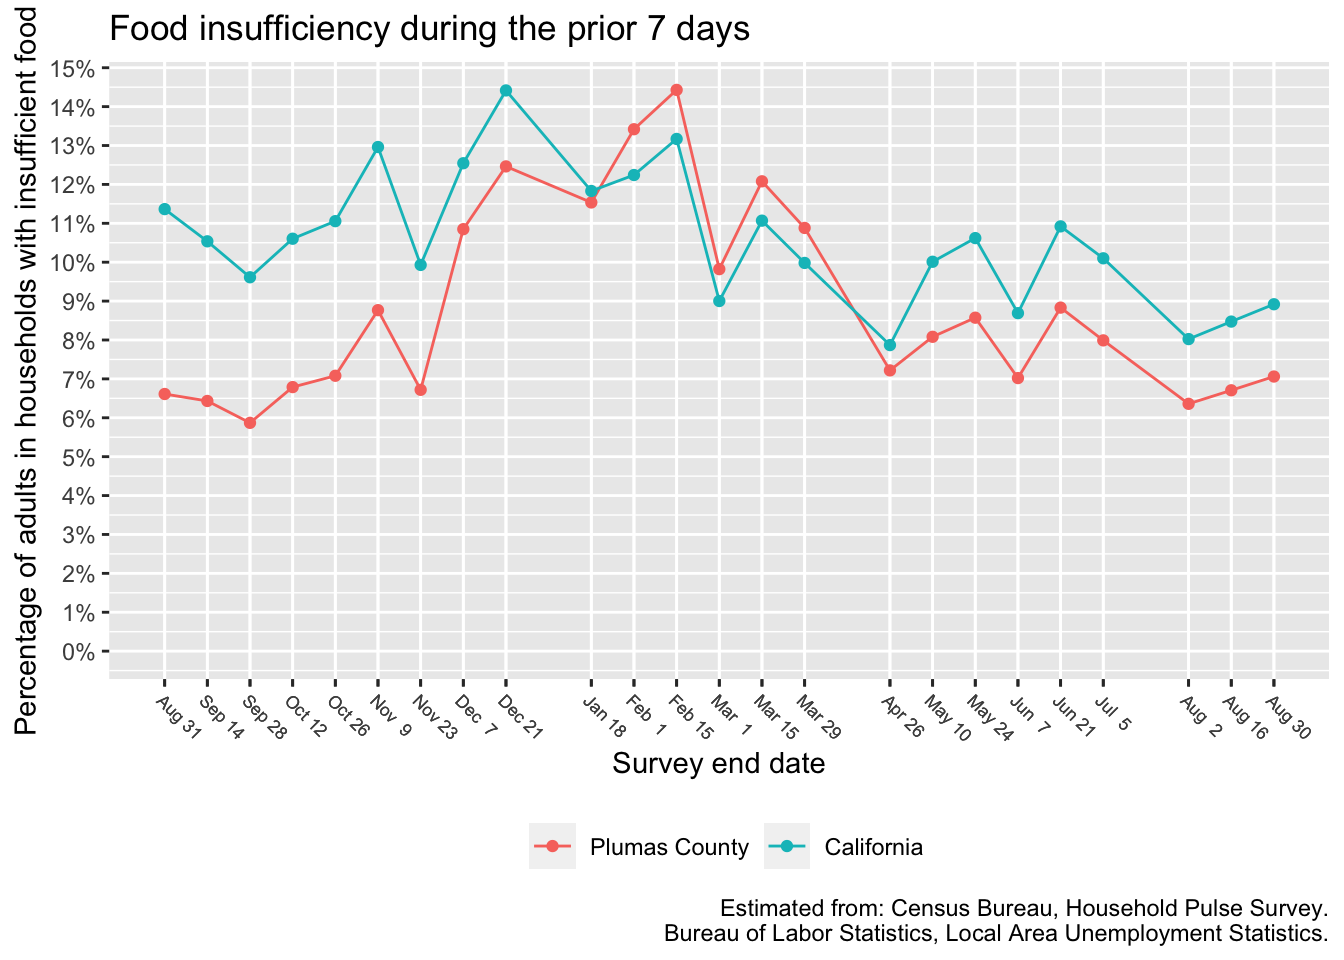 Food insufficiency during the prior 7 days
Percentage of adults in households with insufficient food
15%
14%
13%
12%
11%
10%
9%
8%
7%
6%
5%
4%
3%
2%
1%
0%
Aug 31
Sep 14
Sep 28
Oct 12
Oct 26
Nov 9
Nov 23
Dec 7
Dec 21
Jan 18
Feb 1
Feb 15
Mar 1
Mar 15
Mar 29
Apr 26
May 10
May 24
Jun 7
Jun 21
Jul 5
Aug 2
Aug 16
Aug 30
Survey end date
Plumas County
California
Estimated from: Census Bureau, Household Pulse Survey.
Bureau of Labor Statistics, Local Area Unemployment Statistics.